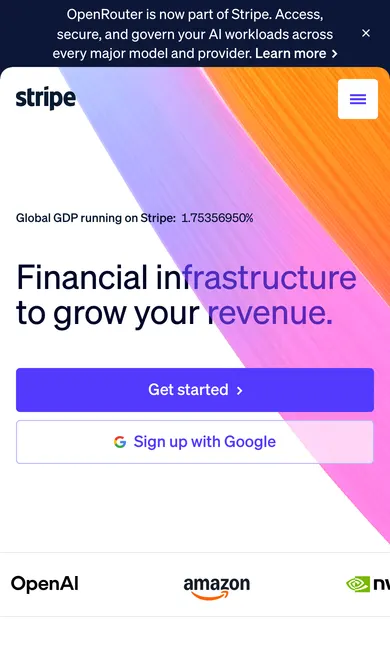 OpenRouter is now part of Stripe. Access,
secure, and govern your AI workloads across
every major model and provider. Learn more
stripe
Global GDP running on Stripe: 1.75356950%
Financial infrastructure
to grow your revenue.
Get started
Sign up with Google
OpenAI
amazon